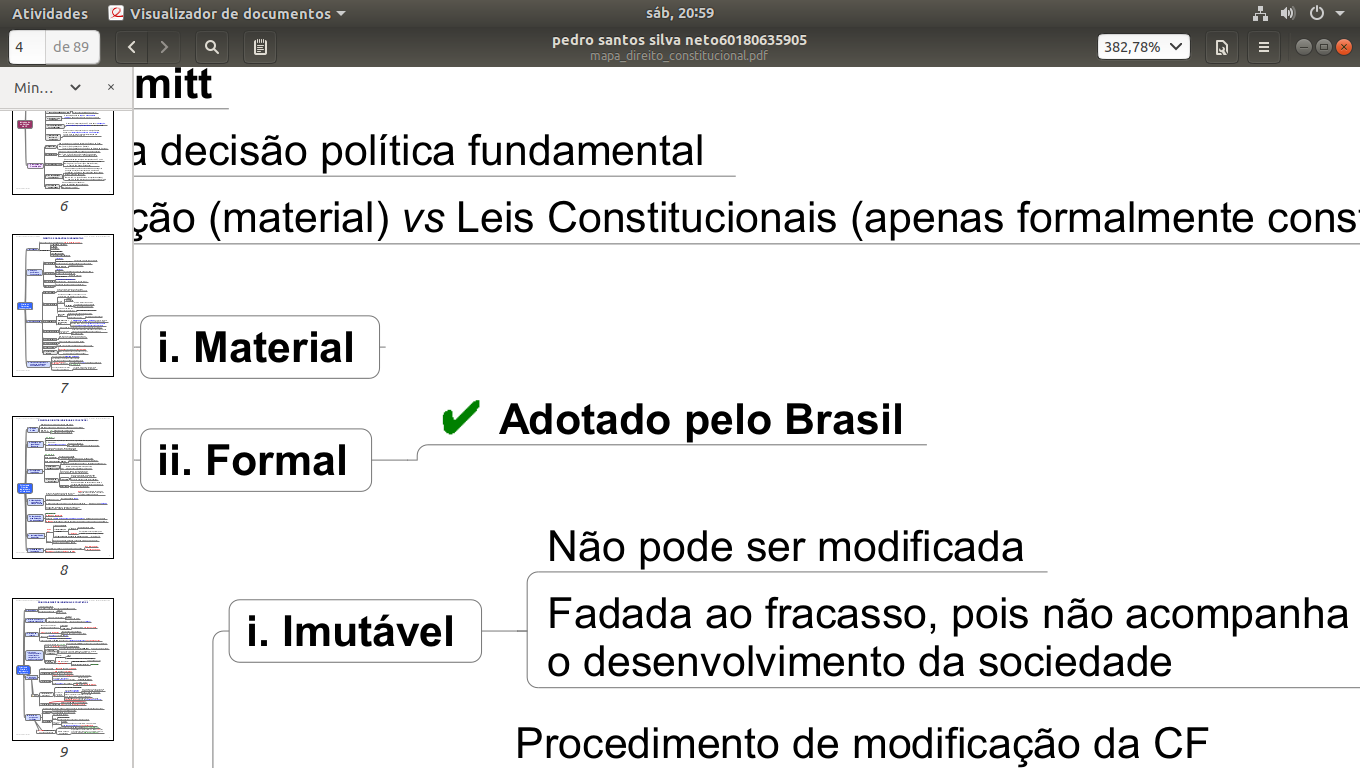 Atividades Visualizador de documentos sáb, 20:59
4 de 89 pedro santos silva neto60180635905 382,78%
mapa_direito_constitucional.pdf
Min… ×
mitt
a decisão política fundamental
6
ção (material) vs Leis Constitucionais (apenas formalmente cons
i. Material
7
✔ Adotado pelo Brasil
ii. Formal
Não pode ser modificada
8
Fadada ao fracasso, pois não acompanha
i. Imutável
o desenvolvimento da sociedade
Procedimento de modificação da CF
9